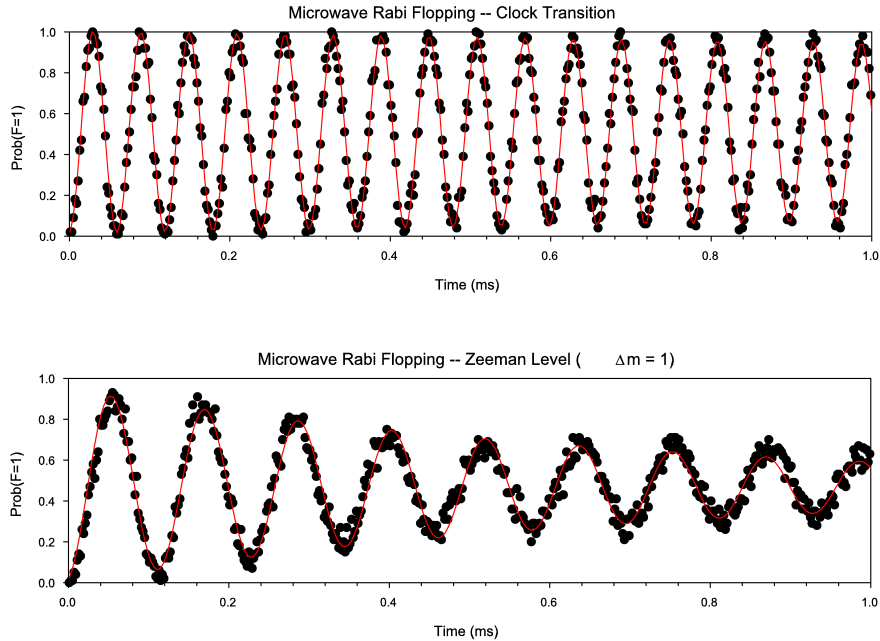 Microwave Rabi Flopping -- Clock Transition
1.0
0.8
0.6
0.4
0.2
0.0
Prob(F=1)
0.0 0.2 0.4 0.6 0.8 1.0
Time (ms)
Microwave Rabi Flopping -- Zeeman Level ( Δm = 1)
1.0
0.8
0.6
0.4
0.2
0.0
Prob(F=1)
0.0 0.2 0.4 0.6 0.8 1.0
Time (ms)